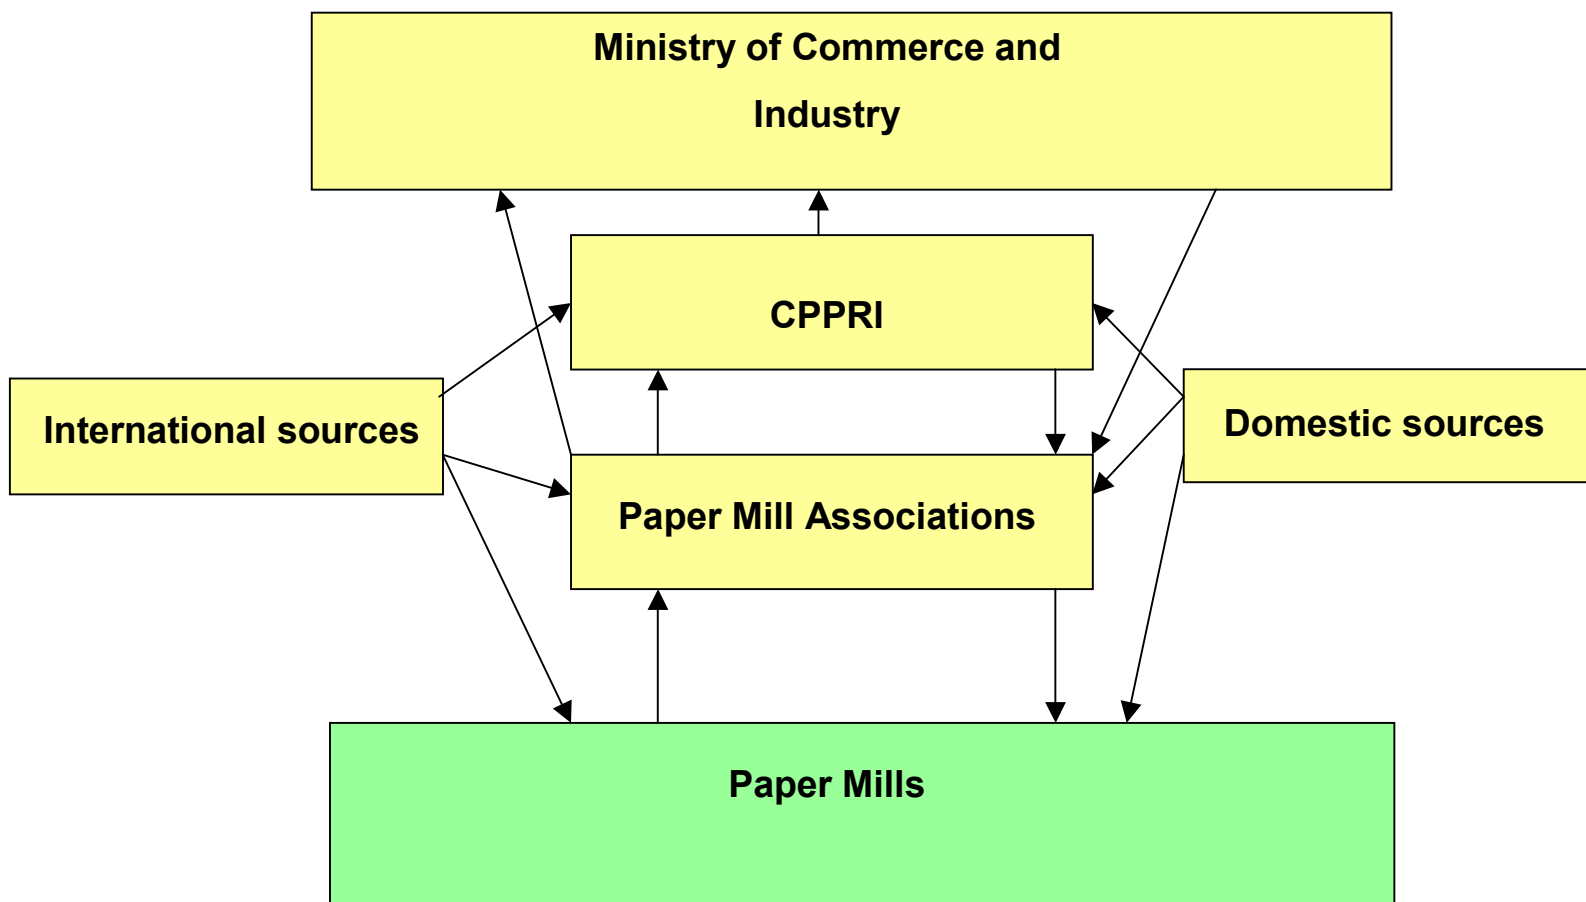 Ministry of Commerce and
Industry
CPPRI
International sources
Domestic sources
Paper Mill Associations
Paper Mills